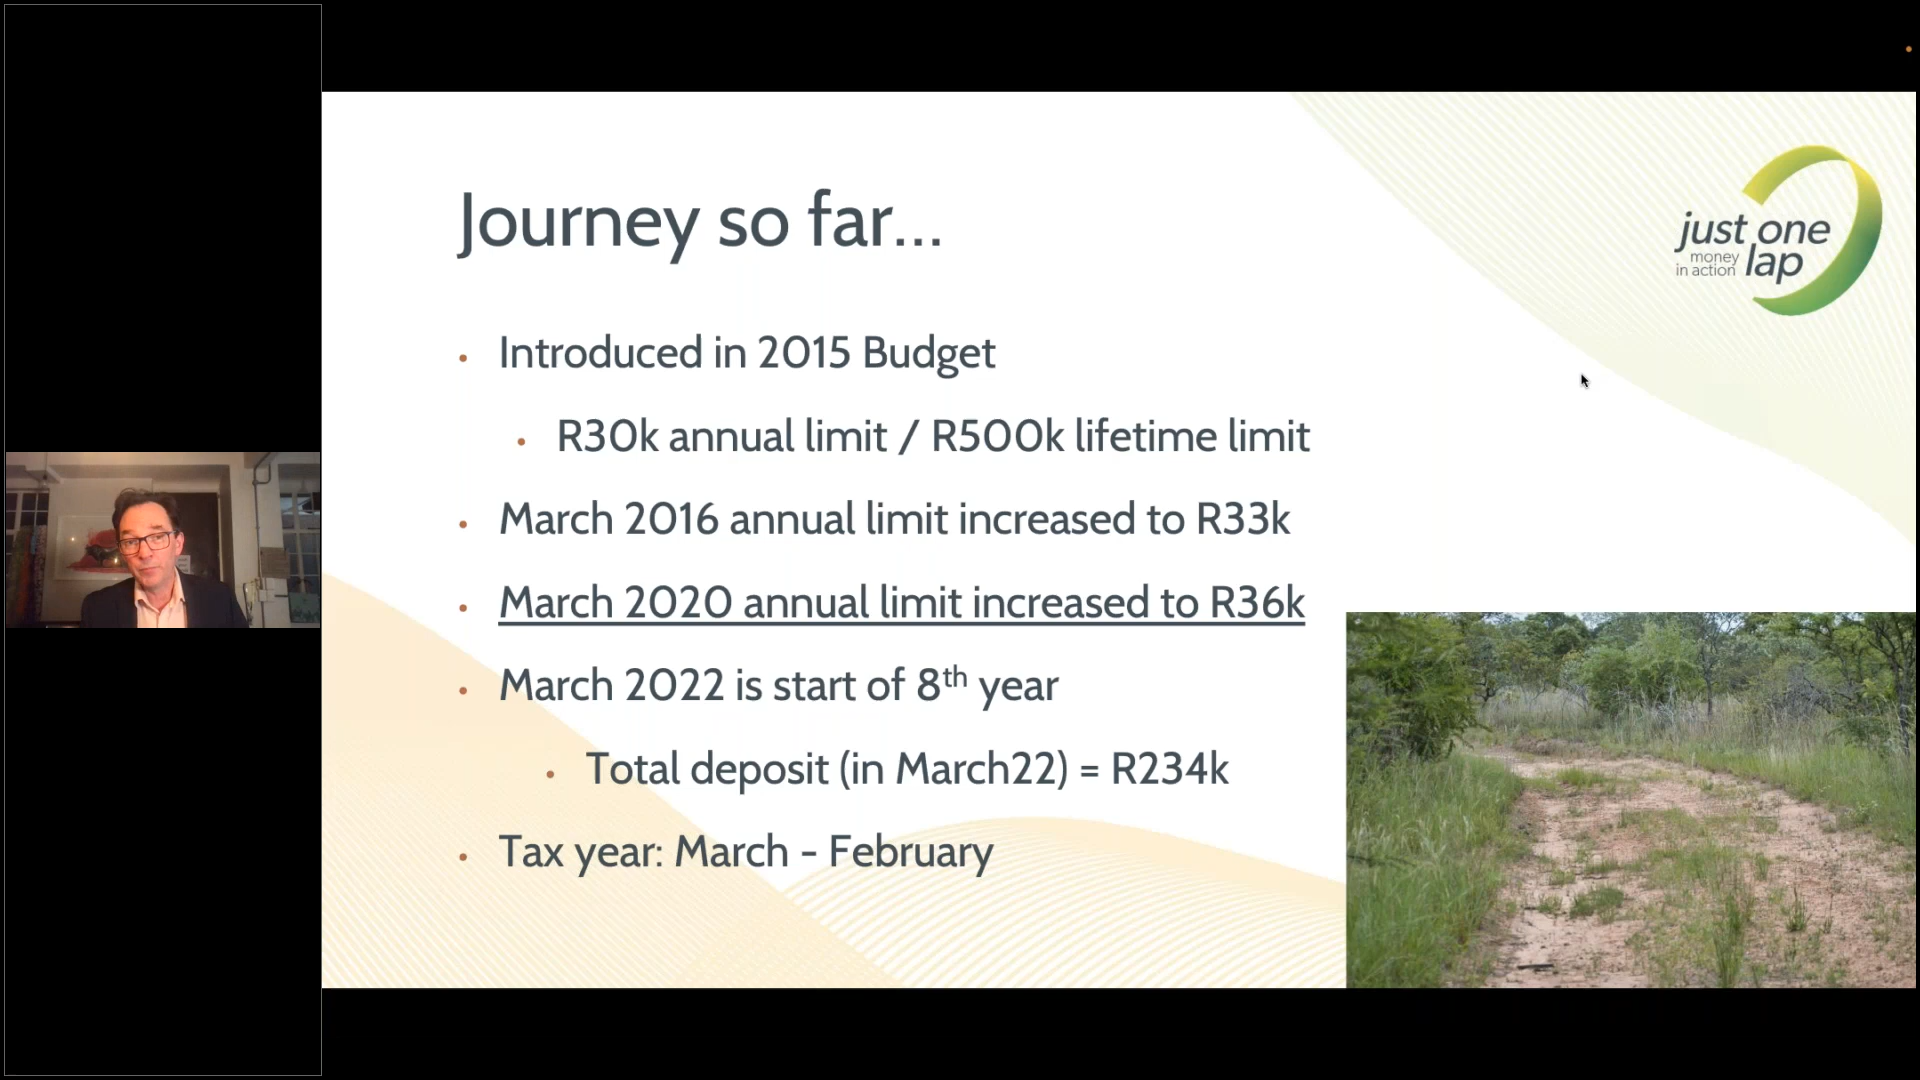 Journey so far...
just one
money
in action lap
• Introduced in 2015 Budget
• R30k annual limit / R500k lifetime limit
• March 2016 annual limit increased to R33k
• March 2020 annual limit increased to R36k
• March 2022 is start of 8th year
• Total deposit (in March22) = R234k
• Tax year: March - February